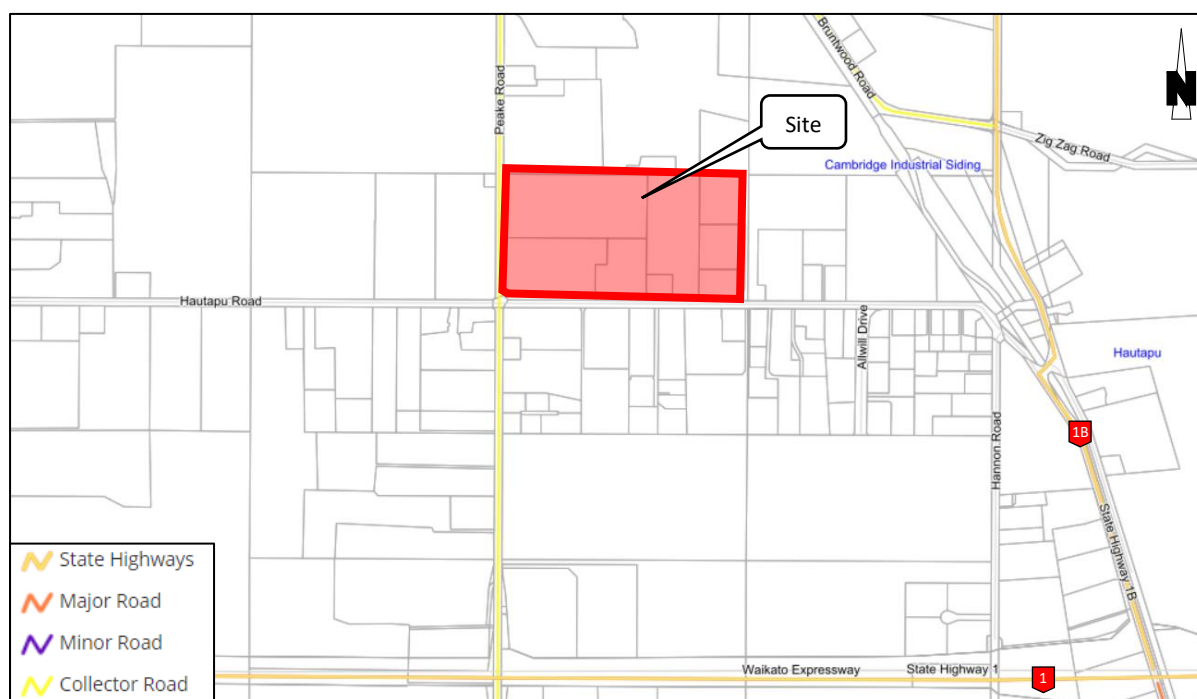 Bruntwood Road
Peake Road
N
Site
Zig Zag Road
Cambridge Industrial Siding
Hautapu Road
Allwill Drive
Hautapu
1B
Hannon Road
State Highway 1B
State Highways
Major Road
Minor Road
Collector Road
Waikato Expressway
State Highway 1
1